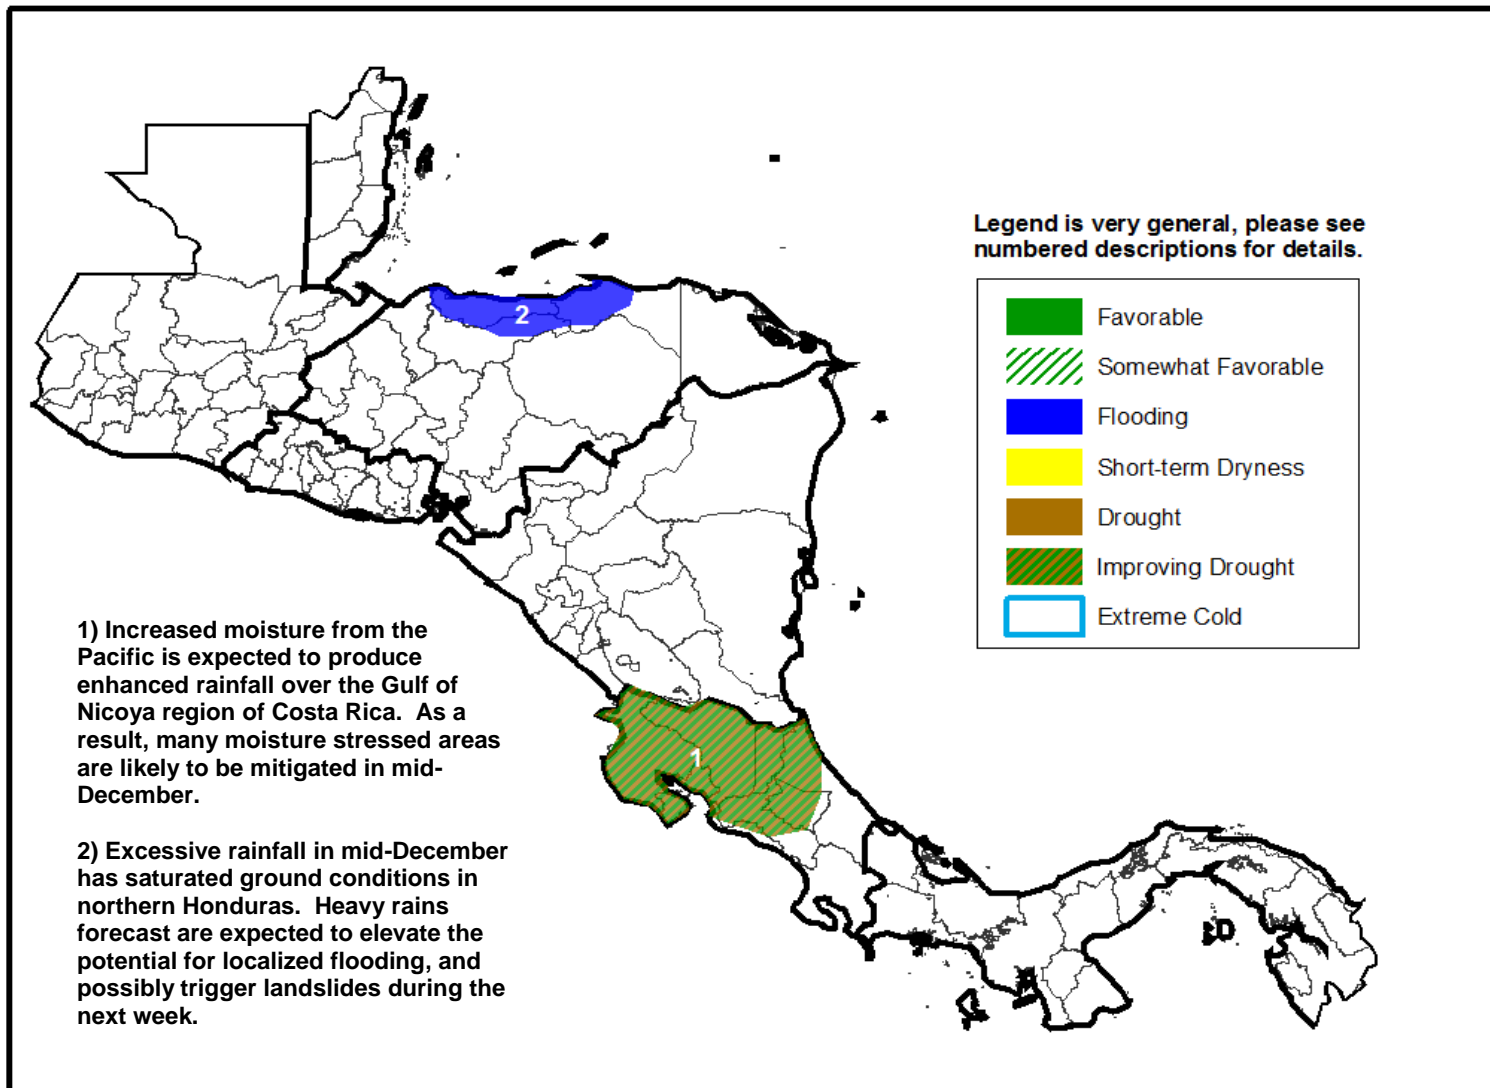 Legend is very general, please see
numbered descriptions for details.
Favorable
Somewhat Favorable
Flooding
Short-term Dryness
Drought
Improving Drought
Extreme Cold
2
1
1) Increased moisture from the
Pacific is expected to produce
enhanced rainfall over the Gulf of
Nicoya region of Costa Rica.  As a
result, many moisture stressed areas
are likely to be mitigated in mid-
December.
2) Excessive rainfall in mid-December
has saturated ground conditions in
northern Honduras.  Heavy rains
forecast are expected to elevate the
potential for localized flooding, and
possibly trigger landslides during the
next week.